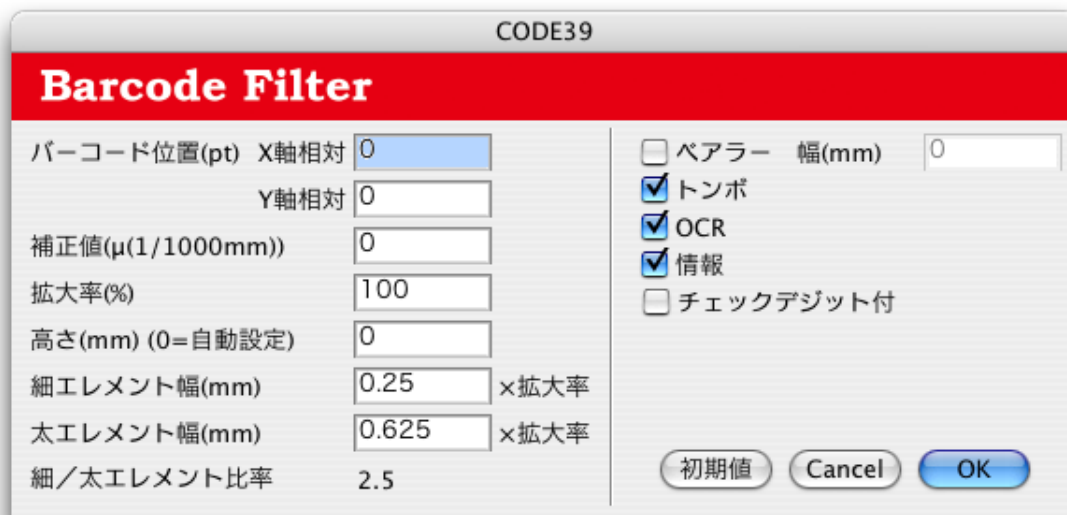 CODE39
Barcode Filter
バーコード位置(pt) X軸相対 0
Y軸相対 0
補正値(μ(1/1000mm)) 0
拡大率(%) 100
高さ(mm) (0=自動設定) 0
細エレメント幅(mm) 0.25 ×拡大率
太エレメント幅(mm) 0.625 ×拡大率
細／太エレメント比率 2.5
ベアラー 幅(mm) 0
トンボ
OCR
情報
チェックデジット付
初期値 Cancel OK